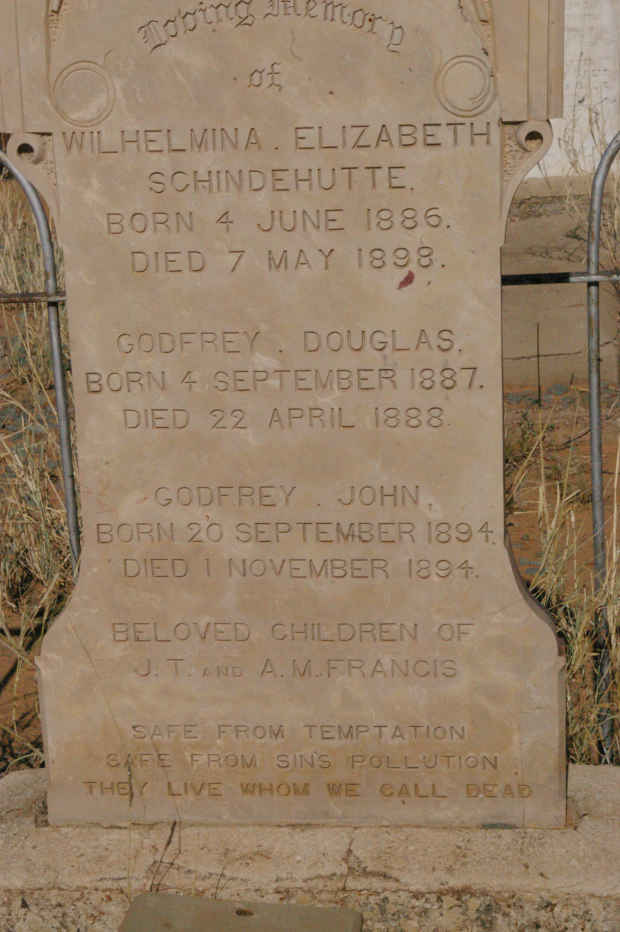 Loving Memory
of
WILHELMINA . ELIZABETH
SCHINDEHUTTE.
BORN 4 JUNE 1886.
DIED 7 MAY 1898.
GODFREY . DOUGLAS.
BORN 4 SEPTEMBER 1887.
DIED 22 APRIL 1888.
GODFREY . JOHN.
BORN 20 SEPTEMBER 1894.
DIED 1 NOVEMBER 1894.
BELOVED CHILDREN OF
J. T. AND A. M. FRANCIS
SAFE FROM TEMPTATION
SAFE FROM SIN'S POLLUTION
THEY LIVE WHOM WE CALL DEAD